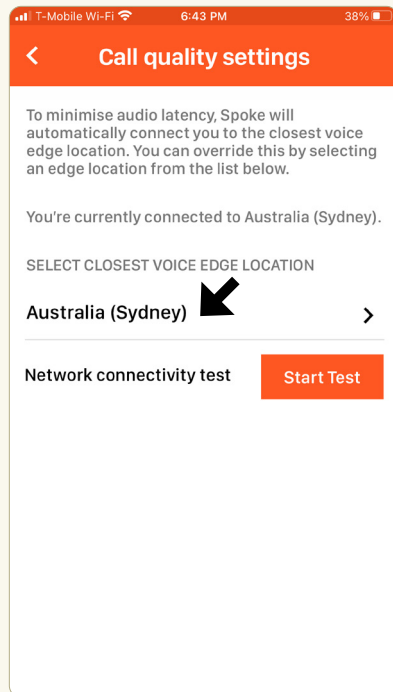 T-Mobile Wi-Fi 6:43 PM 38%
Call quality settings
To minimise audio latency, Spoke will
automatically connect you to the closest voice
edge location. You can override this by selecting
an edge location from the list below.
You're currently connected to Australia (Sydney).
SELECT CLOSEST VOICE EDGE LOCATION
Australia (Sydney)
Network connectivity test Start Test